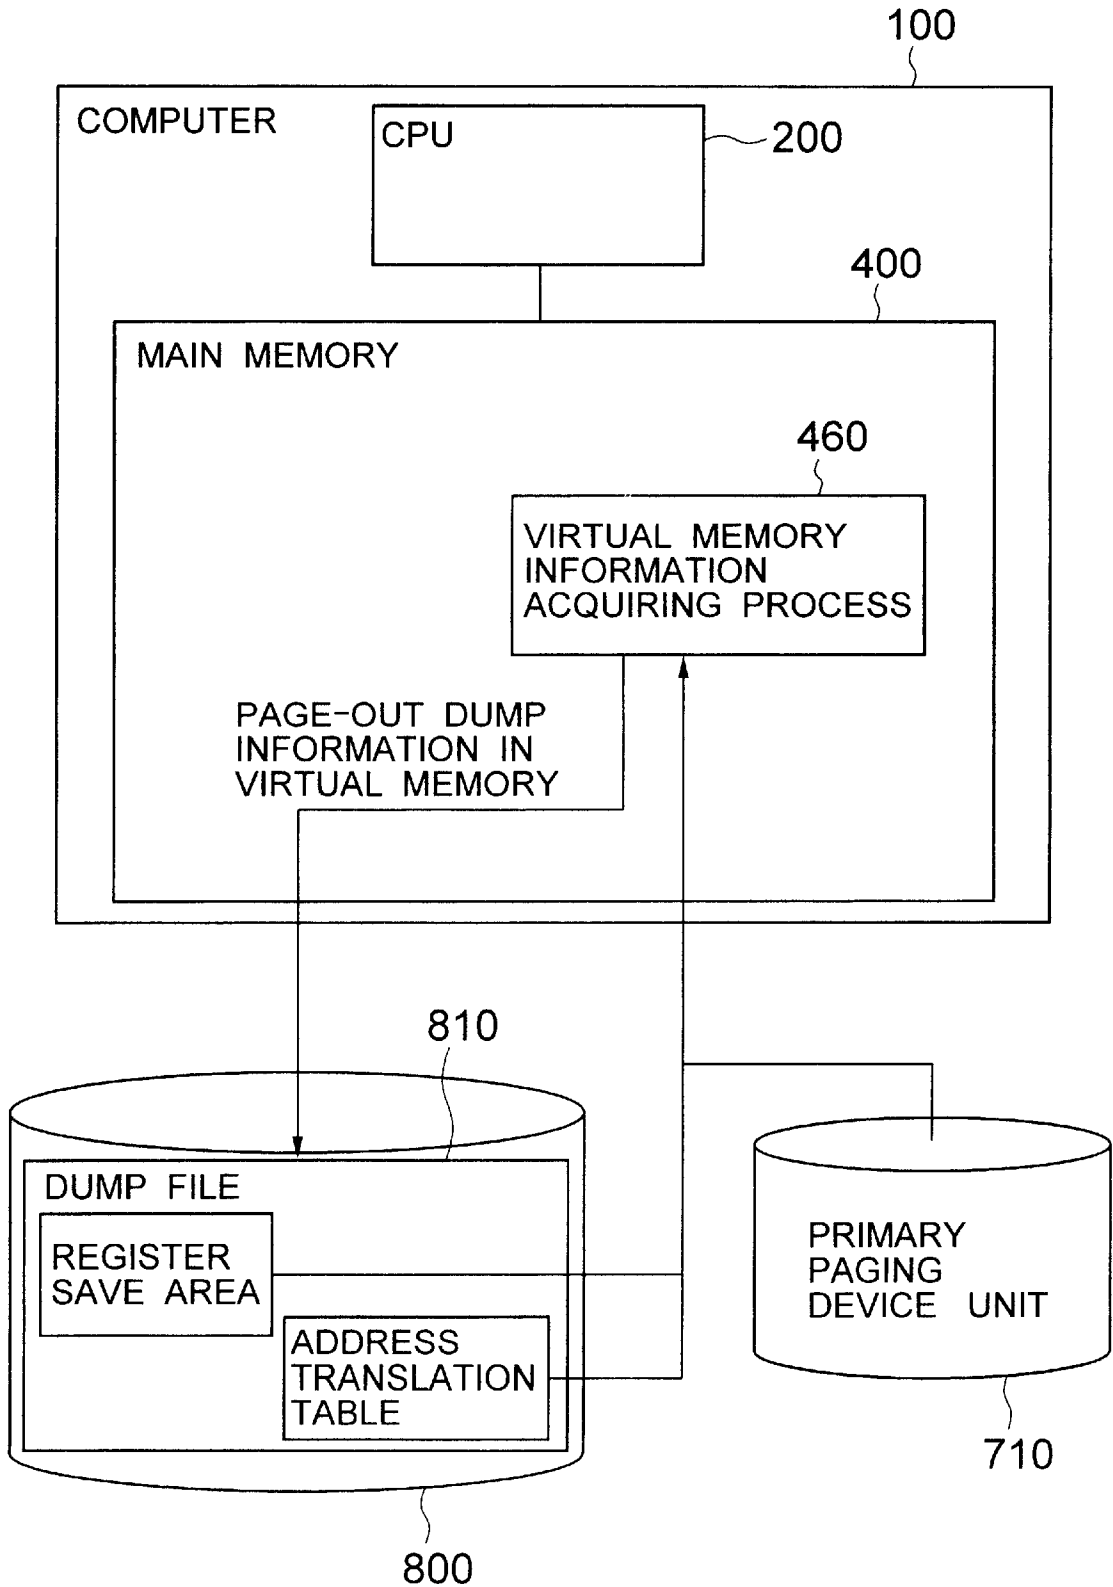 100
COMPUTER
CPU
200
400
MAIN MEMORY
460
VIRTUAL MEMORY
INFORMATION
ACQUIRING PROCESS
PAGE-OUT DUMP
INFORMATION IN
VIRTUAL MEMORY
810
DUMP FILE
REGISTER
SAVE AREA
ADDRESS
TRANSLATION
TABLE
PRIMARY
PAGING
DEVICE UNIT
710
800